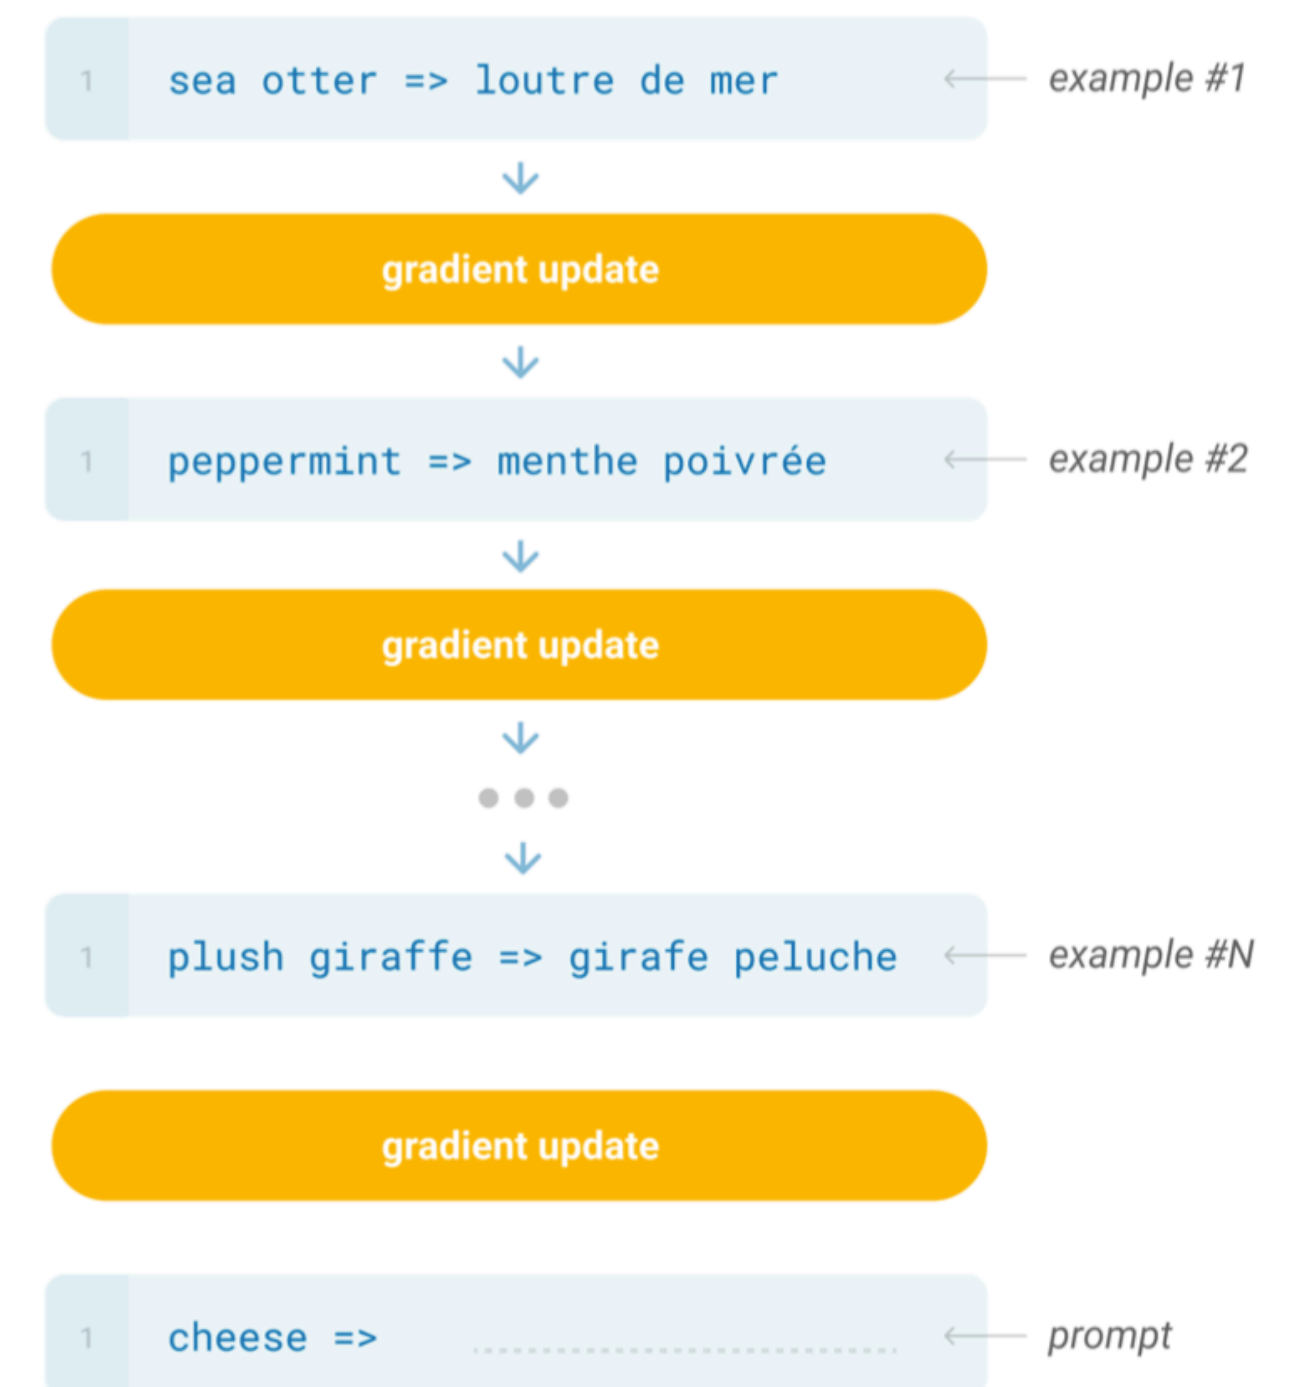 1 sea otter => loutre de mer example #1
gradient update
1 peppermint => menthe poivrée example #2
gradient update
1 plush giraffe => girafe peluche example #N
gradient update
1 cheese => prompt